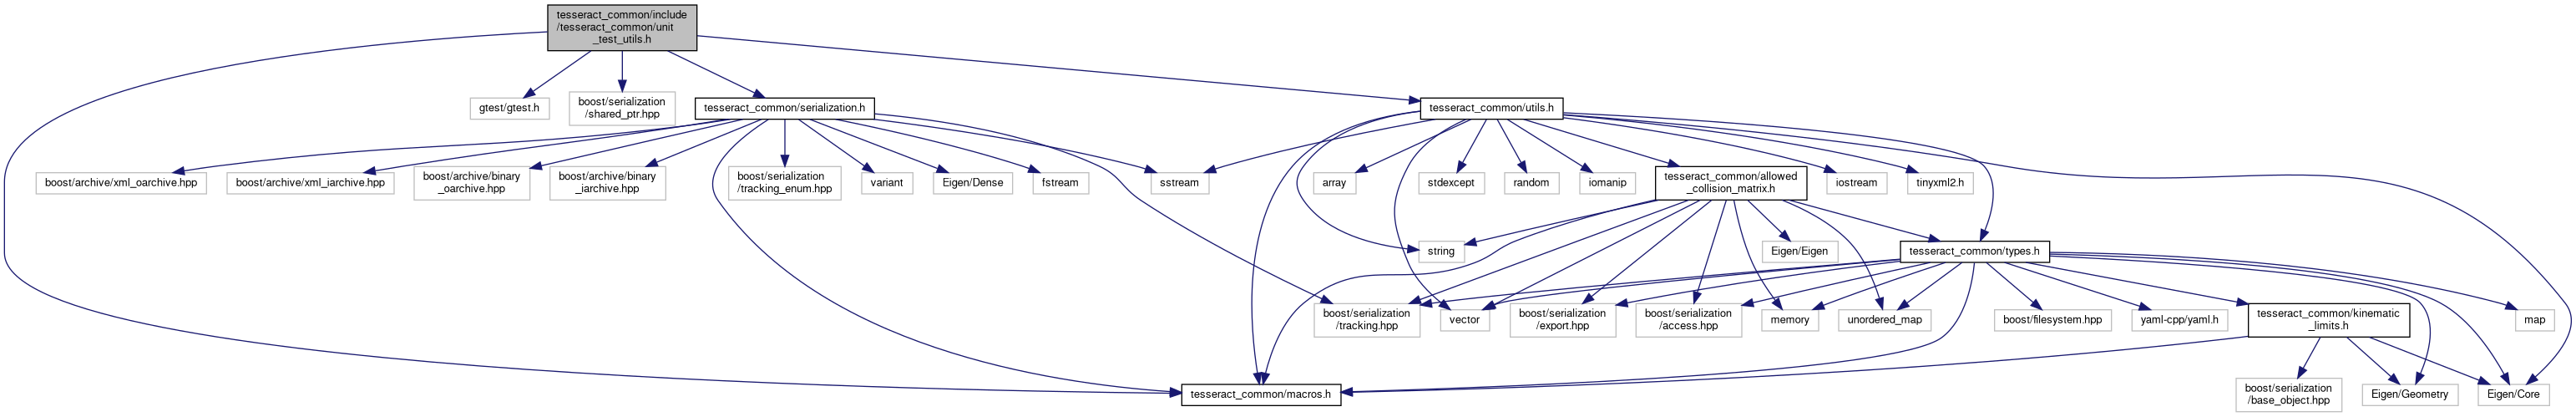 tesseract_common/include
/tesseract_common/unit
_test_utils.h
gtest/gtest.h
boost/serialization
/shared_ptr.hpp
tesseract_common/serialization.h
tesseract_common/utils.h
boost/archive/xml_oarchive.hpp
boost/archive/xml_iarchive.hpp
boost/archive/binary
_oarchive.hpp
boost/archive/binary
_iarchive.hpp
boost/serialization
/tracking_enum.hpp
variant
Eigen/Dense
fstream
sstream
array
stdexcept
random
iomanip
tesseract_common/allowed
_collision_matrix.h
iostream
tinyxml2.h
string
Eigen/Eigen
tesseract_common/types.h
boost/serialization
/tracking.hpp
vector
boost/serialization
/export.hpp
boost/serialization
/access.hpp
memory
unordered_map
boost/filesystem.hpp
yaml-cpp/yaml.h
tesseract_common/kinematic
_limits.h
map
tesseract_common/macros.h
boost/serialization
/base_object.hpp
Eigen/Geometry
Eigen/Core